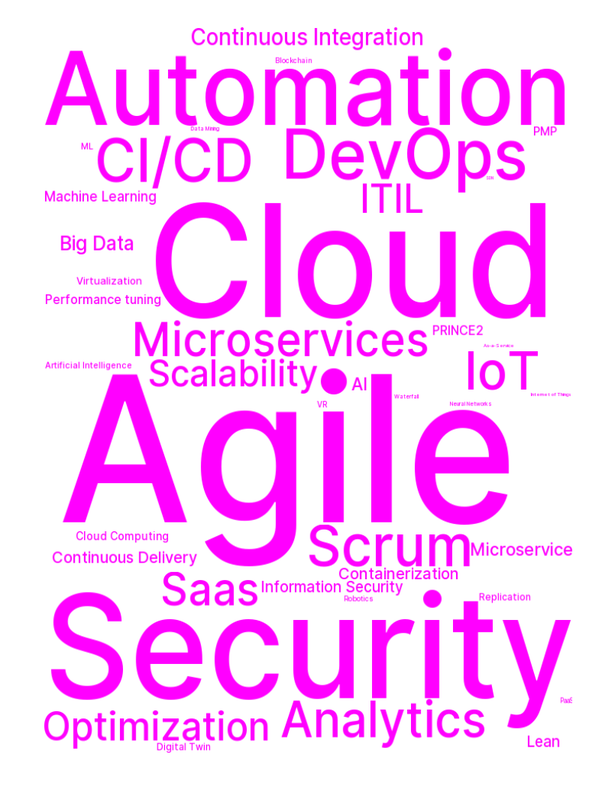 Continuous Integration
Automation
Blockchain
Data Mining
PMP
ML
CI/CD
DevOps
ITIL
Machine Learning
Cloud
Big Data
Virtualization
Performance tuning
Microservices
PRINCE2
IoT
Artificial Intelligence
Scalability
AI
Waterfall
Internet of Things
VR
Neural Networks
Agile
Scrum
Cloud Computing
Microservice
Continuous Delivery
Containerization
Saas
Information Security
Robotics
Replication
Security
PaaS
Optimization
Analytics
Lean
Digital Twin